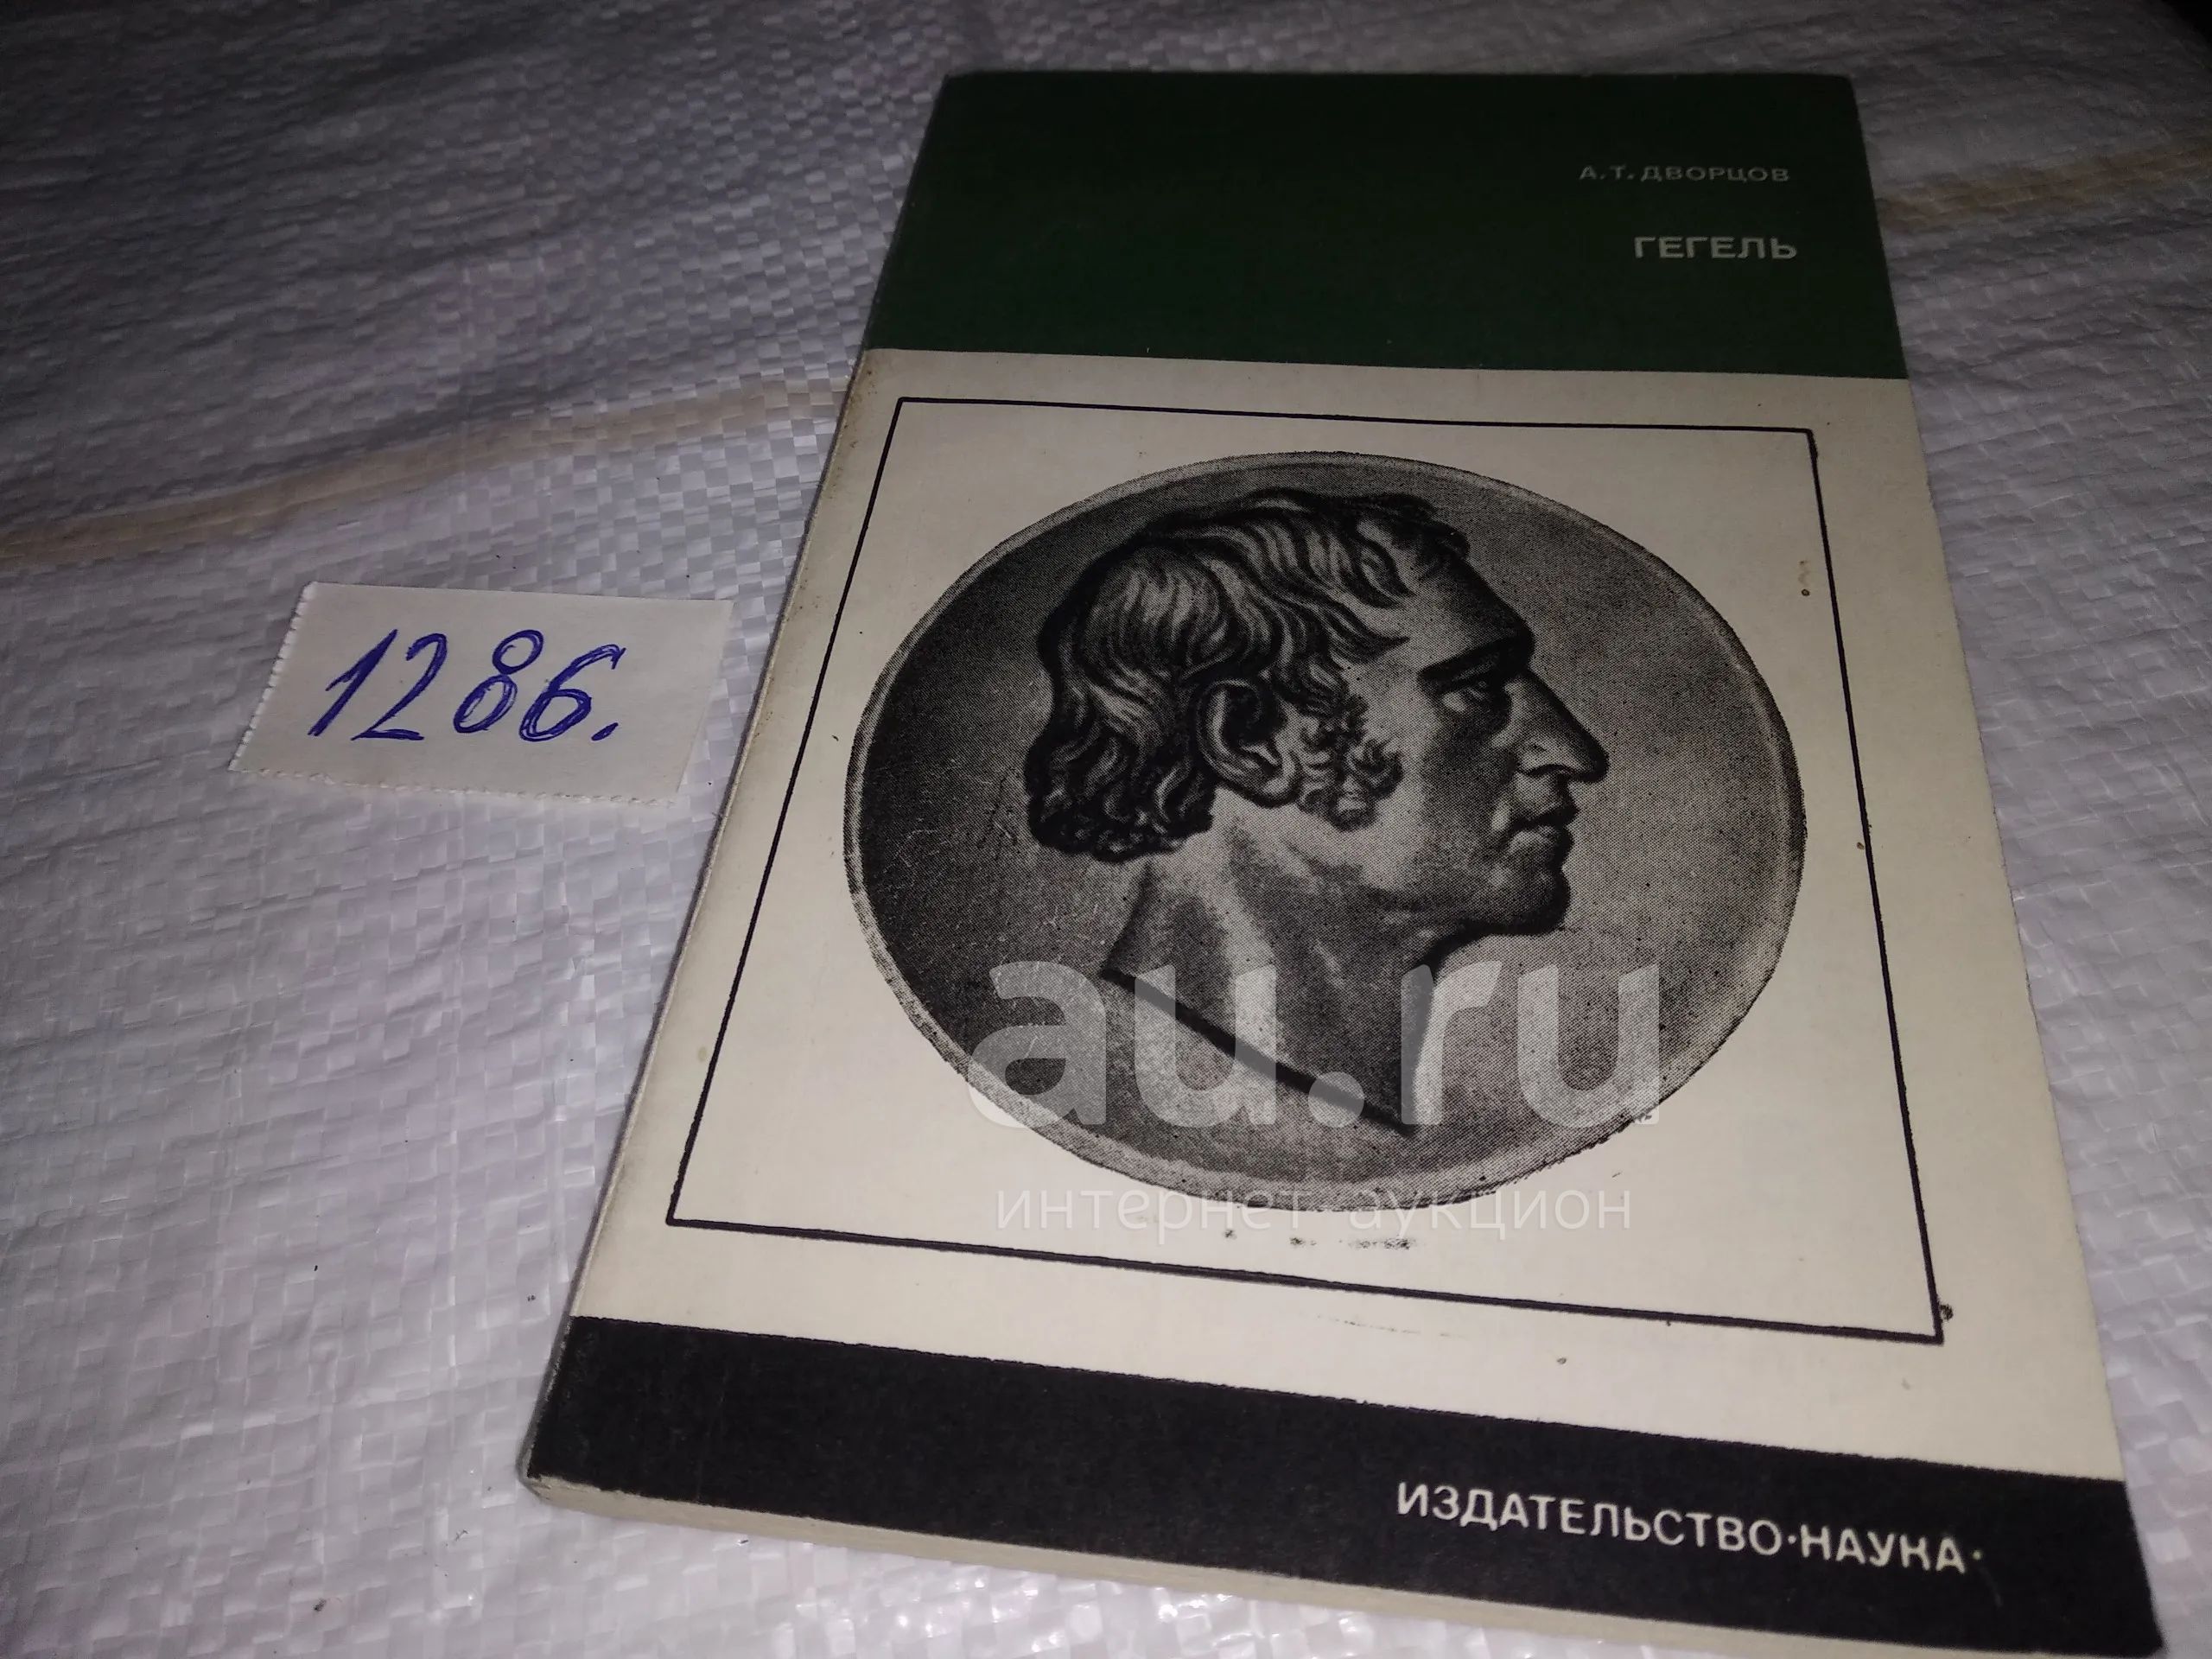 А.Т.ДВОРЦОВ
ГЕГЕЛЬ
1286.
au.ru
интернет аукцион
ИЗДАТЕЛЬСТВО·НАУКА·